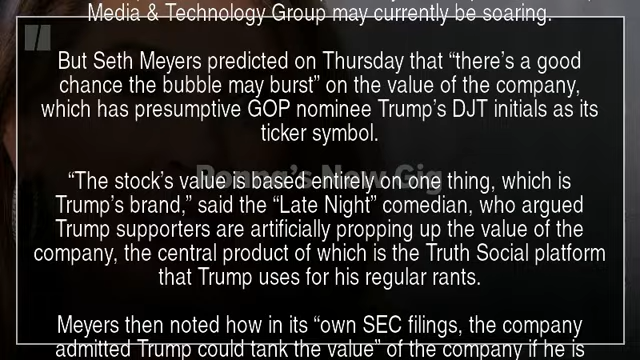 Media & Technology Group may currently be soaring.
But Seth Meyers predicted on Thursday that “there’s a good
chance the bubble may burst” on the value of the company,
which has presumptive GOP nominee Trump’s DJT initials as its
ticker symbol.
“The stock’s value is based entirely on one thing, which is
Donna’s New Gig
Trump’s brand,” said the “Late Night” comedian, who argued
Trump supporters are artificially propping up the value of the
company, the central product of which is the Truth Social platform
that Trump uses for his regular rants.
Meyers then noted how in its “own SEC filings, the company
admitted Trump could tank the value” of the company if he is